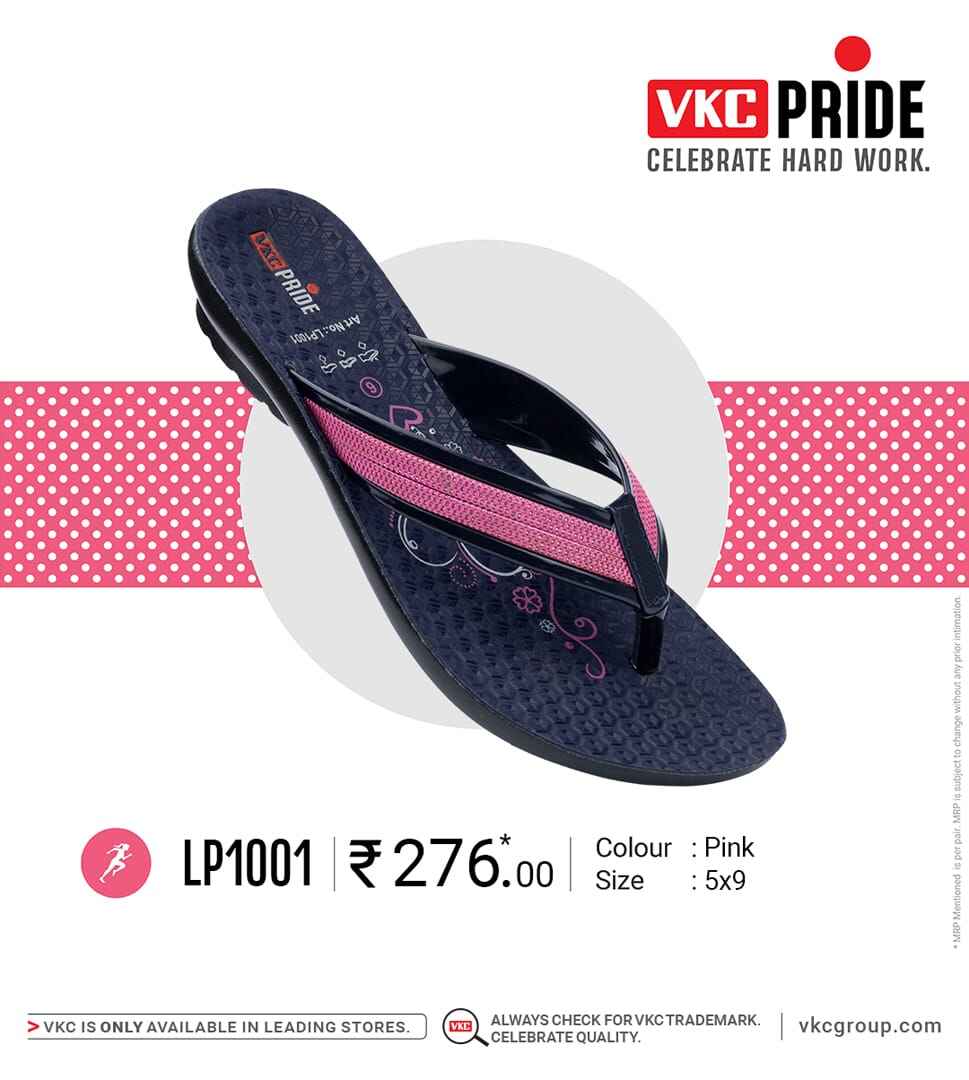 VKC PRIDE
CELEBRATE HARD WORK.
VKC PRIDE
Art No.: LP1001
6
LP1001 | ₹ 276.00*
Colour : Pink
Size : 5x9
* MRP Mentioned is per pair. MRP is subject to change without any prior intimation.
> VKC IS ONLY AVAILABLE IN LEADING STORES.
VKC
ALWAYS CHECK FOR VKC TRADEMARK.
CELEBRATE QUALITY.
vkcgroup.com